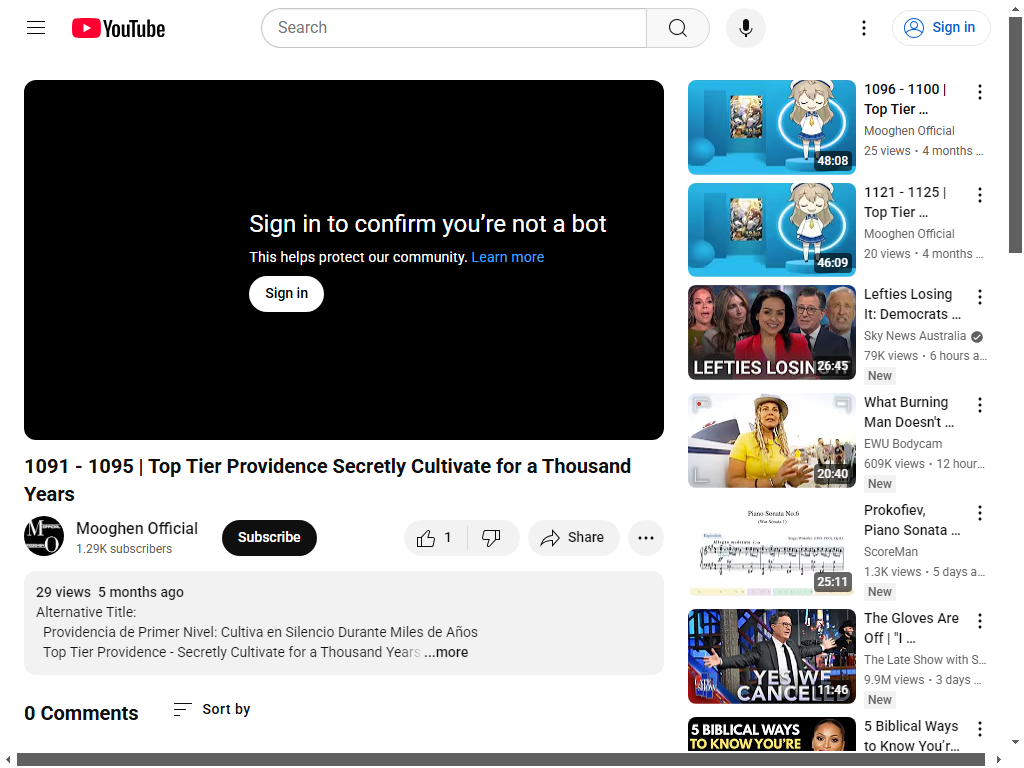 YouTube
Search
Sign in
Sign in to confirm you're not a bot
This helps protect our community. Learn more
Sign in
1091 - 1095 | Top Tier Providence Secretly Cultivate for a Thousand
Years
Mooghen Official
1.29K subscribers
Subscribe
1
Share
29 views 5 months ago
Alternative Title:
Providencia de Primer Nivel: Cultiva en Silencio Durante Miles de Años
Top Tier Providence - Secretly Cultivate for a Thousand Years ...more
0 Comments
Sort by
48:08
1096 - 1100 |
Top Tier ...
Mooghen Official
25 views • 4 months ...
46:09
1121 - 1125 |
Top Tier ...
Mooghen Official
20 views • 4 months ...
LEFTIES LOSING
26:45
Lefties Losing
It: Democrats ...
Sky News Australia
79K views • 6 hours a...
New
20:40
What Burning
Man Doesn't ...
EWU Bodycam
609K views • 12 hour...
New
Piano Sonata No.6
25:11
Prokofiev,
Piano Sonata ...
ScoreMan
1.3K views • 5 days a...
New
YES WE
CANCELLED
11:46
The Gloves Are
Off | "I ...
The Late Show with S...
9.9M views • 3 days ...
New
5 BIBLICAL WAYS
TO KNOW YOU'RE
5 Biblical Ways
to Know You'r...